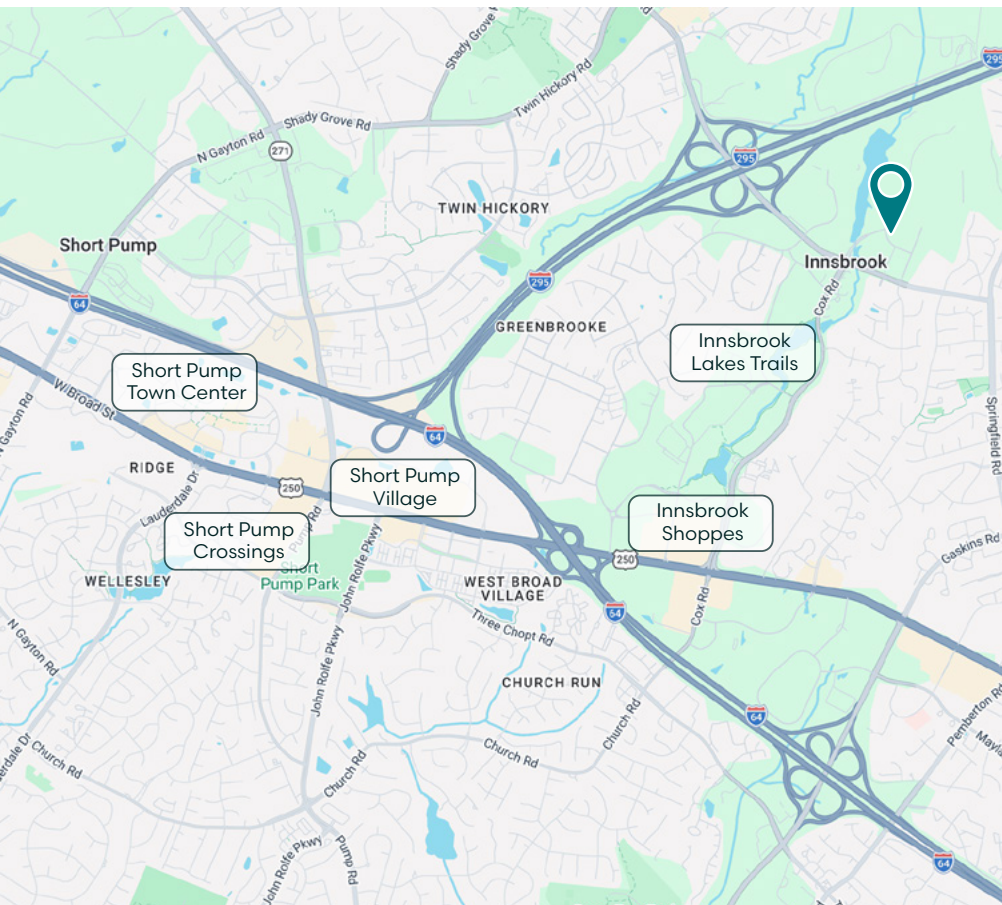 Shady Grove
295
Twin Hickory Rd
Shady Grove Rd
N Gayton Rd
271
295
TWIN HICKORY
Short Pump
Innsbrook
295
Cox Rd
64
GREENBROOKE
Innsbrook
Lakes Trails
Short Pump
Town Center
W Broad St
N Gayton Rd
Springfield Rd
64
RIDGE
Short Pump
Village
250
Lauderdale Dr
Innsbrook
Shoppes
Short Pump
Crossings
Pump Rd
John Rolfe Pkwy
Gaskins Rd
250
Short
Pump Park
WELLESLEY
WEST BROAD
VILLAGE
64
Cox Rd
Three Chopt Rd
N Gayton Rd
John Rolfe Pkwy
CHURCH RUN
Pemberton Rd
64
Church Rd
Church Rd
Church Rd
Church Rd
John Rolfe Pkwy
Pump Rd
64